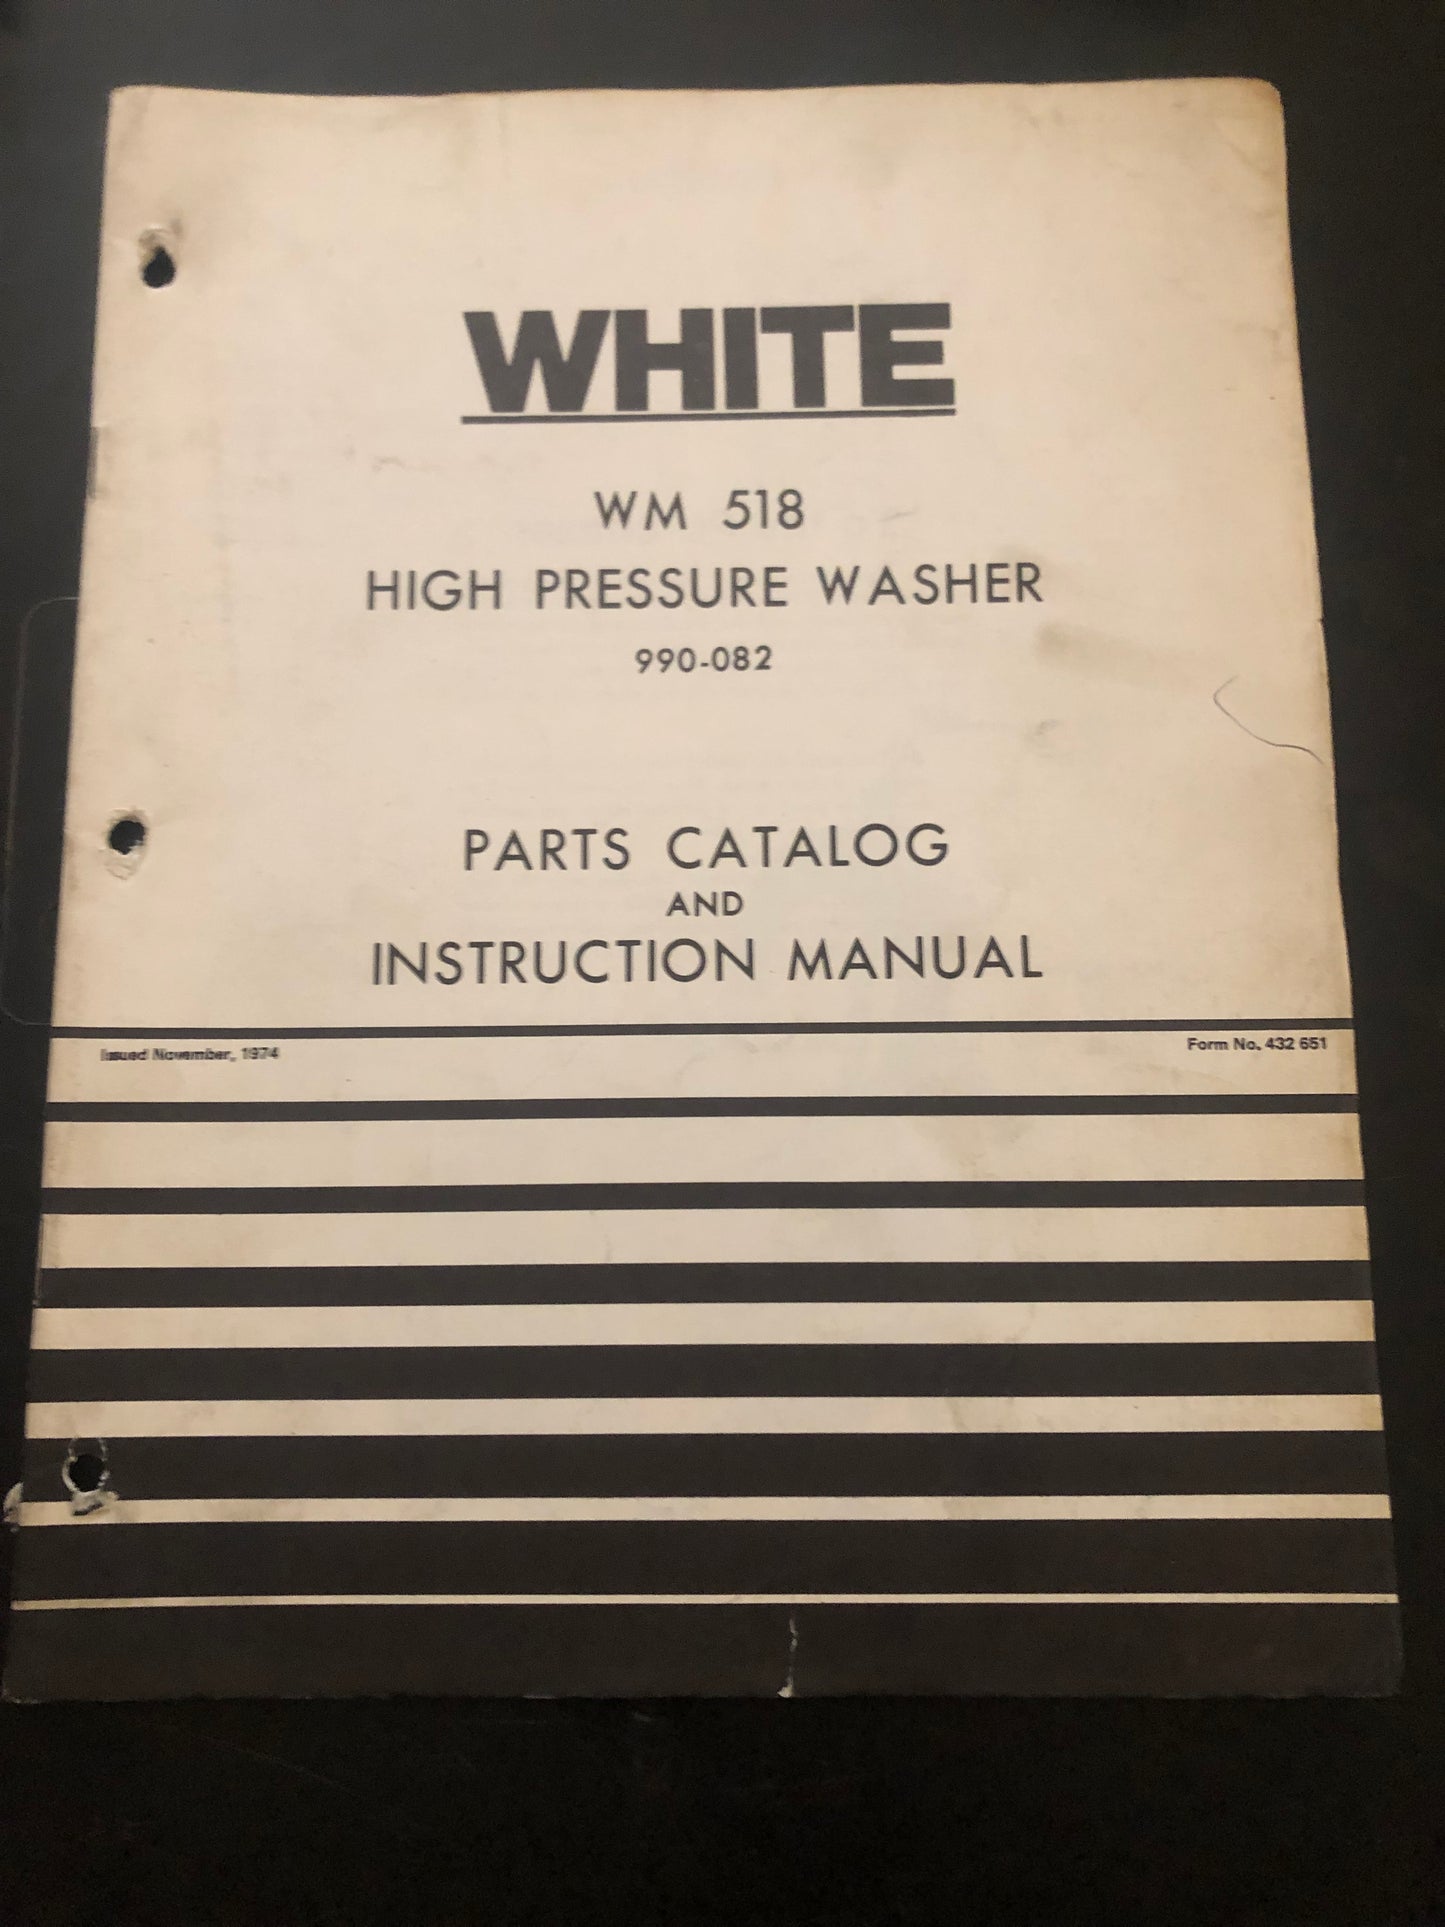 WHITE
WM 518
HIGH PRESSURE WASHER
990-082
PARTS CATALOG
AND
INSTRUCTION MANUAL
Issued November, 1974
Form No. 432 651